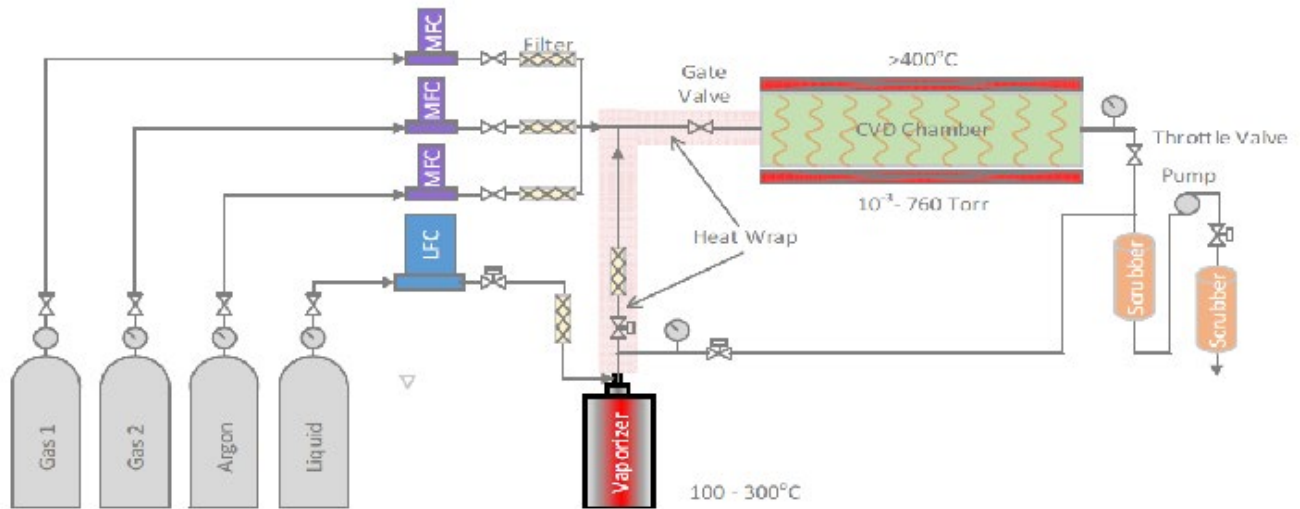 MFC
Filter
>400°C
Gate
Valve
MFC
CVD Chamber
Throttle Valve
MFC
Pump
10⁻³- 760 Torr
LFC
Heat Wrap
Scrubber
Scrubber
Gas 1
Gas 2
Argon
Liquid
Vaporizer
100 - 300°C